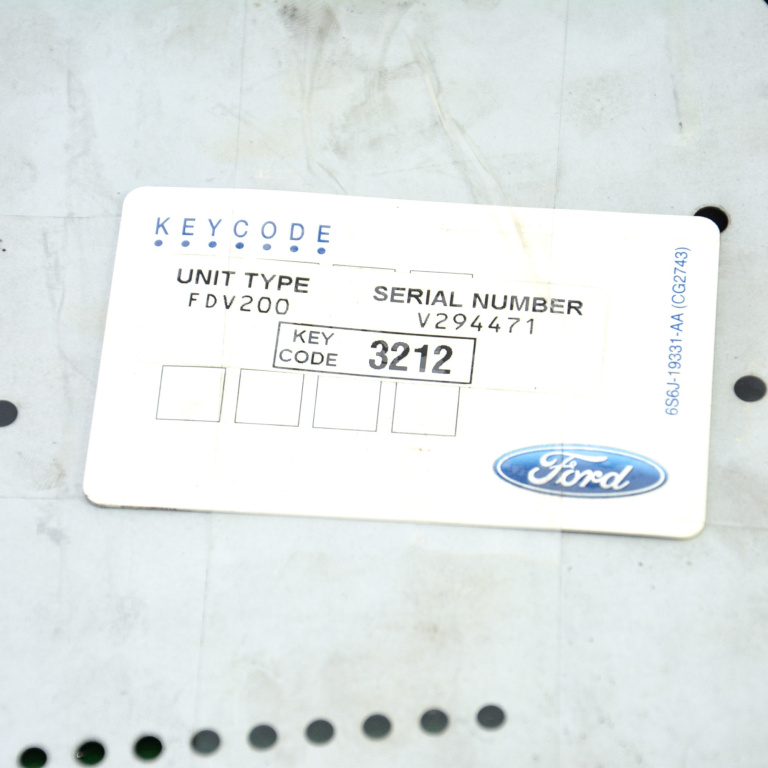 KEYCODE
UNIT TYPE
FDV200
SERIAL NUMBER
V294471
KEY
CODE
3212
6S6J-19331-AA (CG2743)
Ford